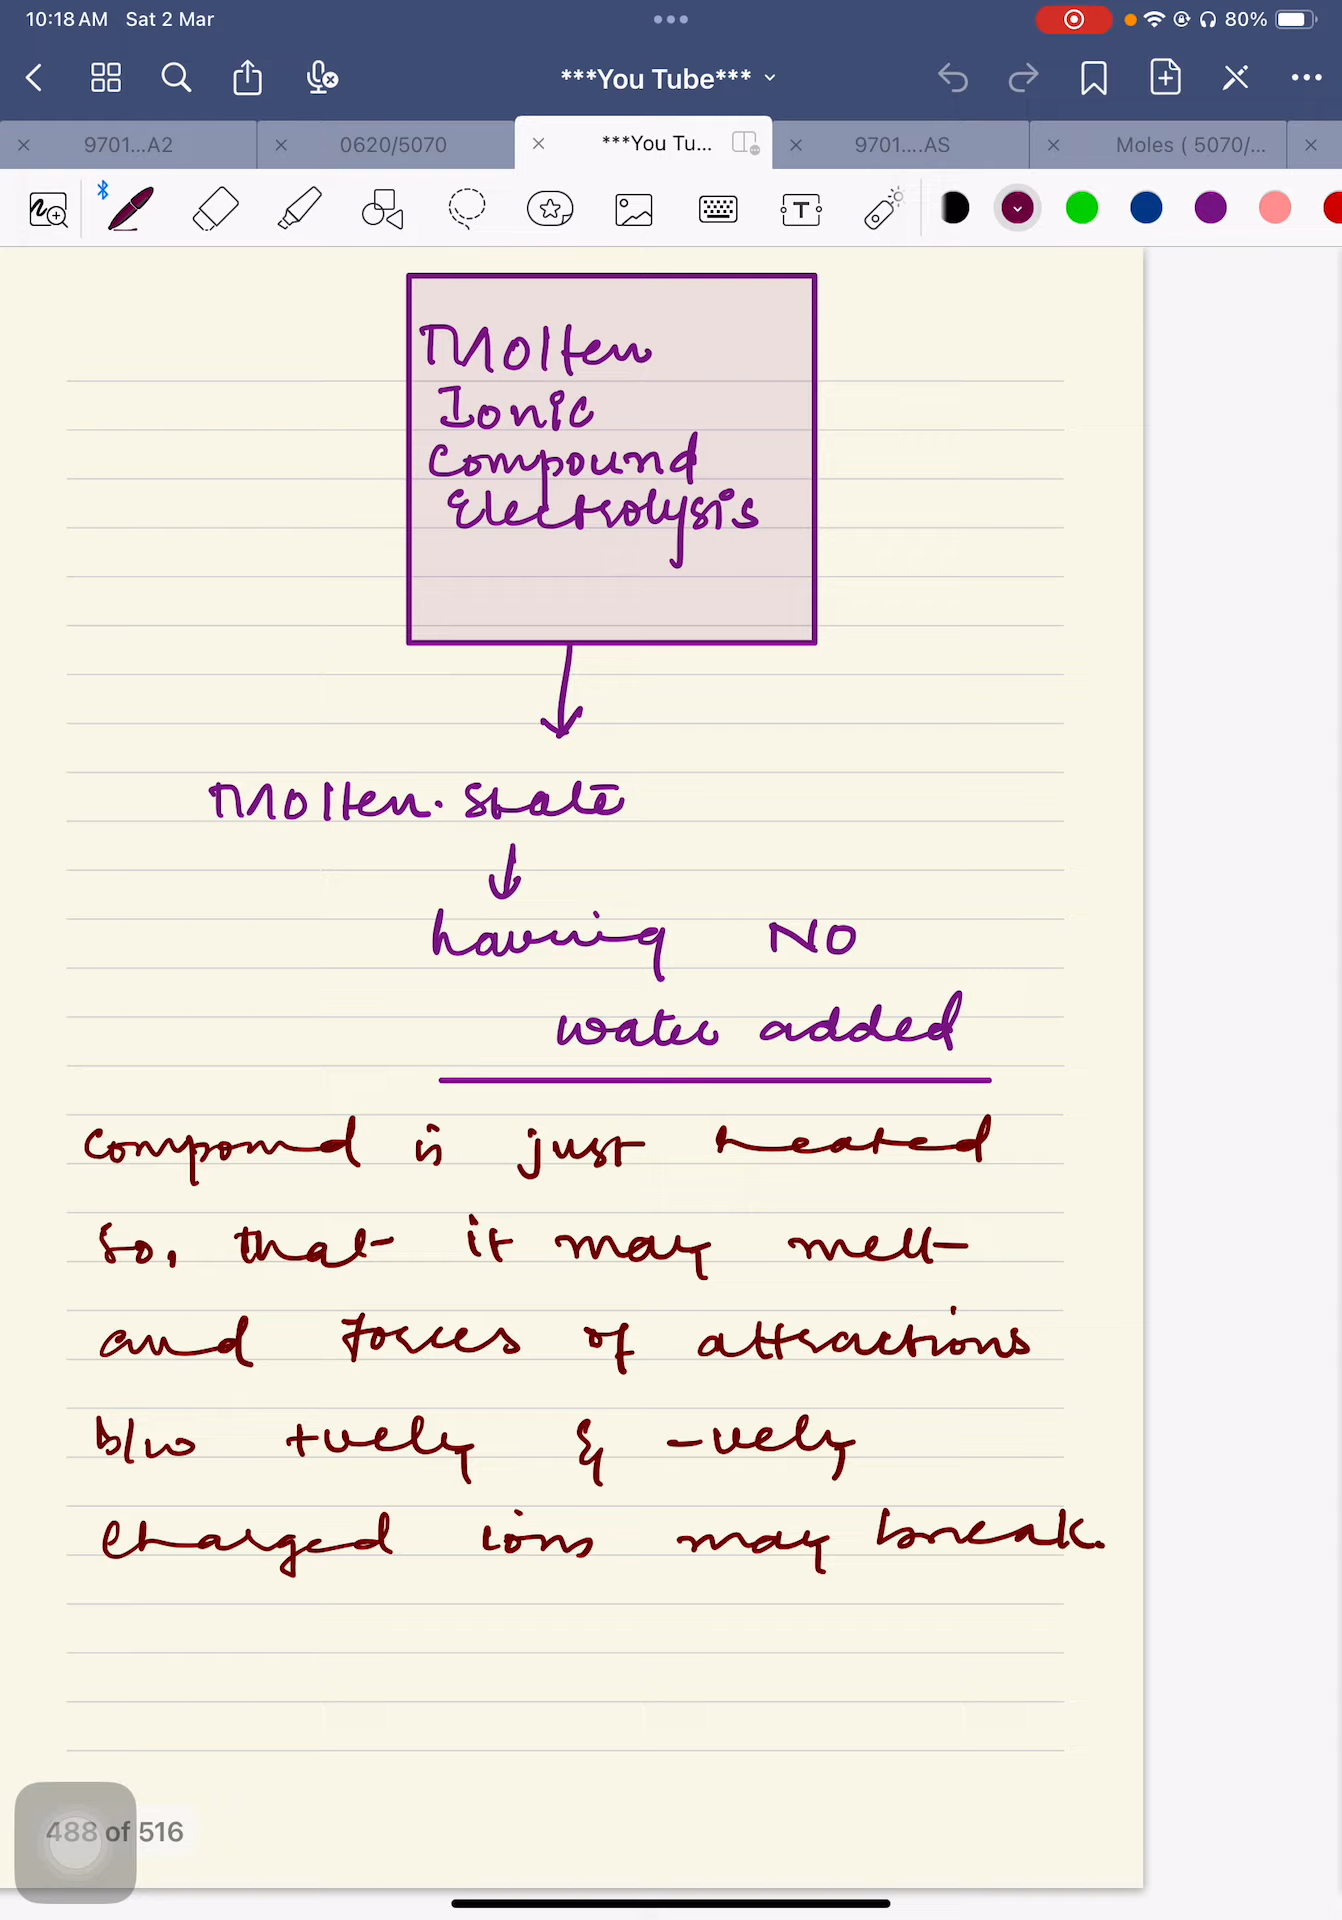 10:18 AM Sat 2 Mar
80%
***You Tube***
9701...A2
0620/5070
***You Tu...
9701....AS
Moles ( 5070/...
T
Molten
Ionic
Compound
Electrolysis
Molten. State
having NO
water added
Compound is just heated
So, that it may melt
and forces of attractions
b/w +vely & -vely
charged ions may break.
488 of 516